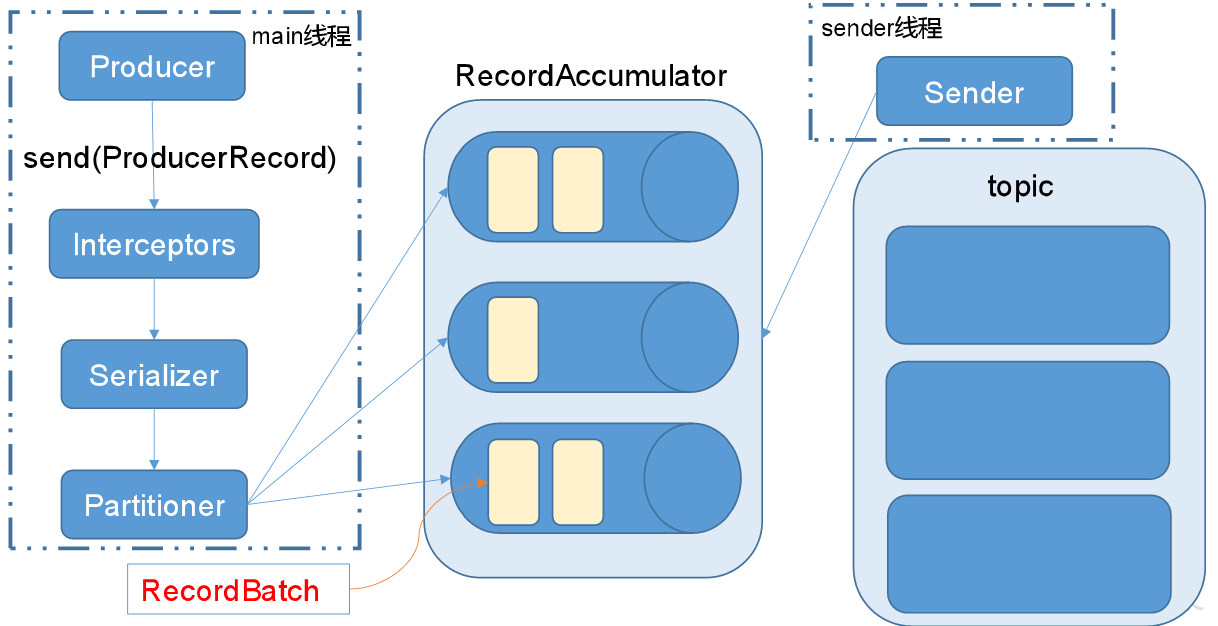 main线程
Producer
send(ProducerRecord)
Interceptors
Serializer
Partitioner
RecordBatch
RecordAccumulator
sender线程
Sender
topic